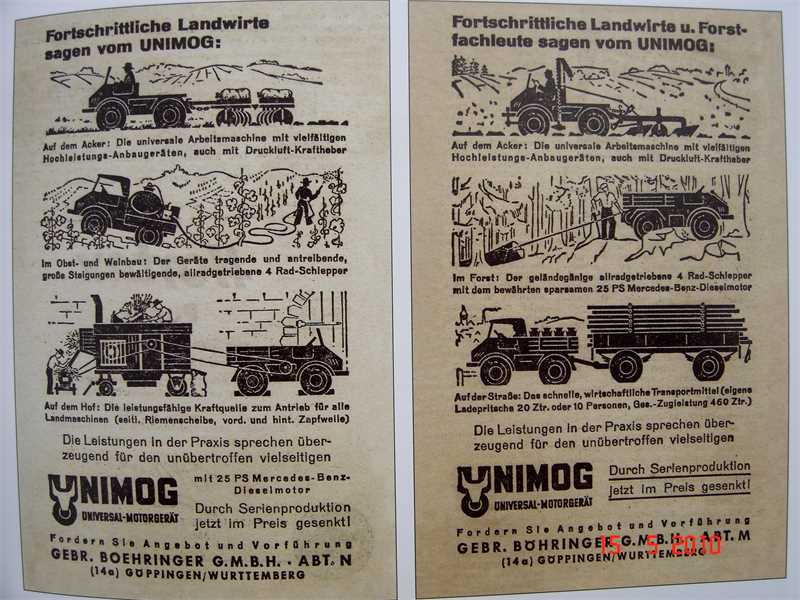 Fortschrittliche Landwirte
sagen vom UNIMOG:
Auf dem Acker: Die universale Arbeitsmaschine mit vielfältigen
Hochleistungs-Anbaugeräten, auch mit Druckluft-Kraftheber
Im Obst- und Weinbau: Der Geräte tragende und antreibende,
große Steigungen bewältigende, allradgetriebene 4 Rad-Schlepper
Auf dem Hof: Die leistungsfähige Kraftquelle zum Antrieb für alle
Landmaschinen (seitl. Riemenscheibe, vord. und hint. Zapfwelle)
Die Leistungen in der Praxis sprechen über-
zeugend für den unübertroffen vielseitigen
UNIMOG
UNIVERSAL-MOTORGERÄT
mit 25 PS Mercedes-Benz-
Dieselmotor
Durch Serienproduktion
jetzt im Preis gesenkt!
Fordern Sie Angebot und Vorführung
GEBR. BOEHRINGER G.M.B.H. · ABT. N
(14a) GÖPPINGEN/WURTTEMBERG
Fortschrittliche Landwirte u. Forst-
fachleute sagen vom UNIMOG:
Auf dem Acker: Die universale Arbeitsmaschine mit vielfältigen
Hochleistungs-Anbaugeräten, auch mit Druckluft-Kraftheber
Im Forst: Der geländegängige allradgetriebene 4 Rad-Schlepper
mit dem bewährten sparsamen 25 PS Mercedes-Benz-Dieselmotor
Auf der Straße: Das schnelle, wirtschaftliche Transportmittel (eigene
Ladepritsche 20 Ztr. oder 10 Personen, Ges.-Zugleistung 460 Ztr.)
Die Leistungen in der Praxis sprechen über-
zeugend für den unübertroffen vielseitigen
UNIMOG
UNIVERSAL-MOTORGERÄT
Durch Serienproduktion
jetzt im Preis gesenkt!
Fordern Sie Angebot und Vorführung
GEBR. BÖHRINGER G.M.B.H. · ABT. M
(14a) GÖPPINGEN/WURTTEMBERG
15 5 2010